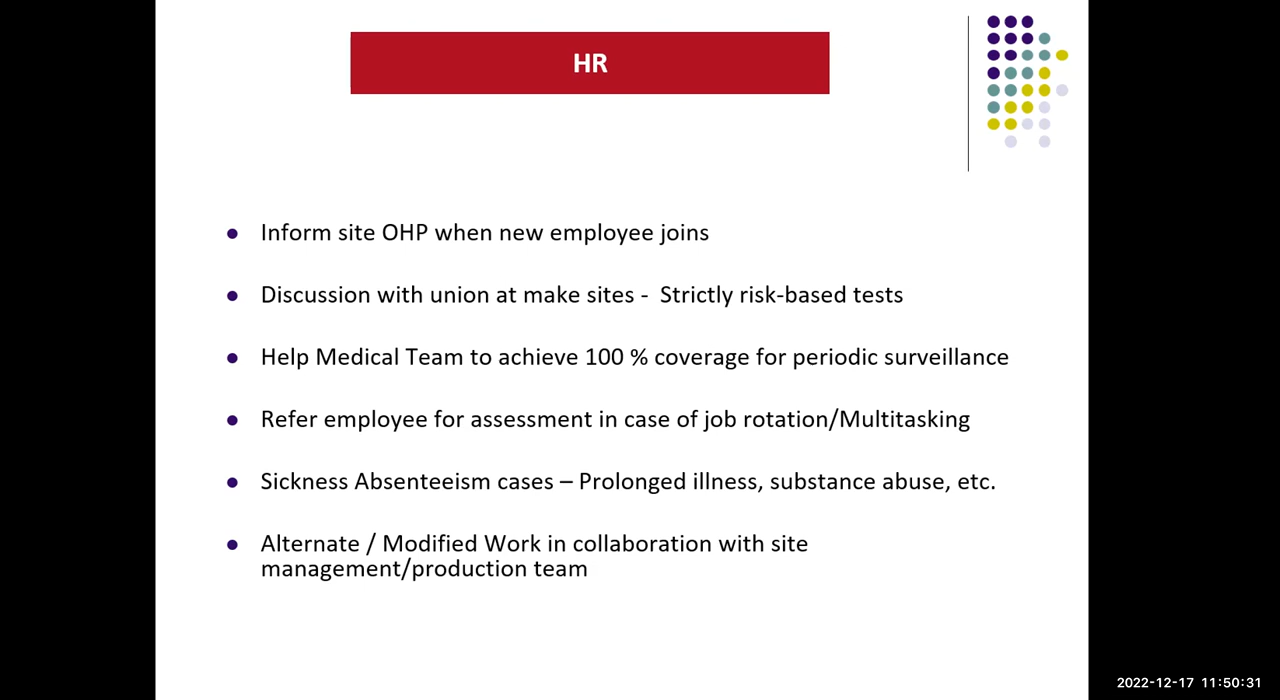 HR
Inform site OHP when new employee joins
Discussion with union at make sites -  Strictly risk-based tests
Help Medical Team to achieve 100 % coverage for periodic surveillance
Refer employee for assessment in case of job rotation/Multitasking
Sickness Absenteeism cases – Prolonged illness, substance abuse, etc.
Alternate / Modified Work in collaboration with site
management/production team
2022-12-17 11:50:31